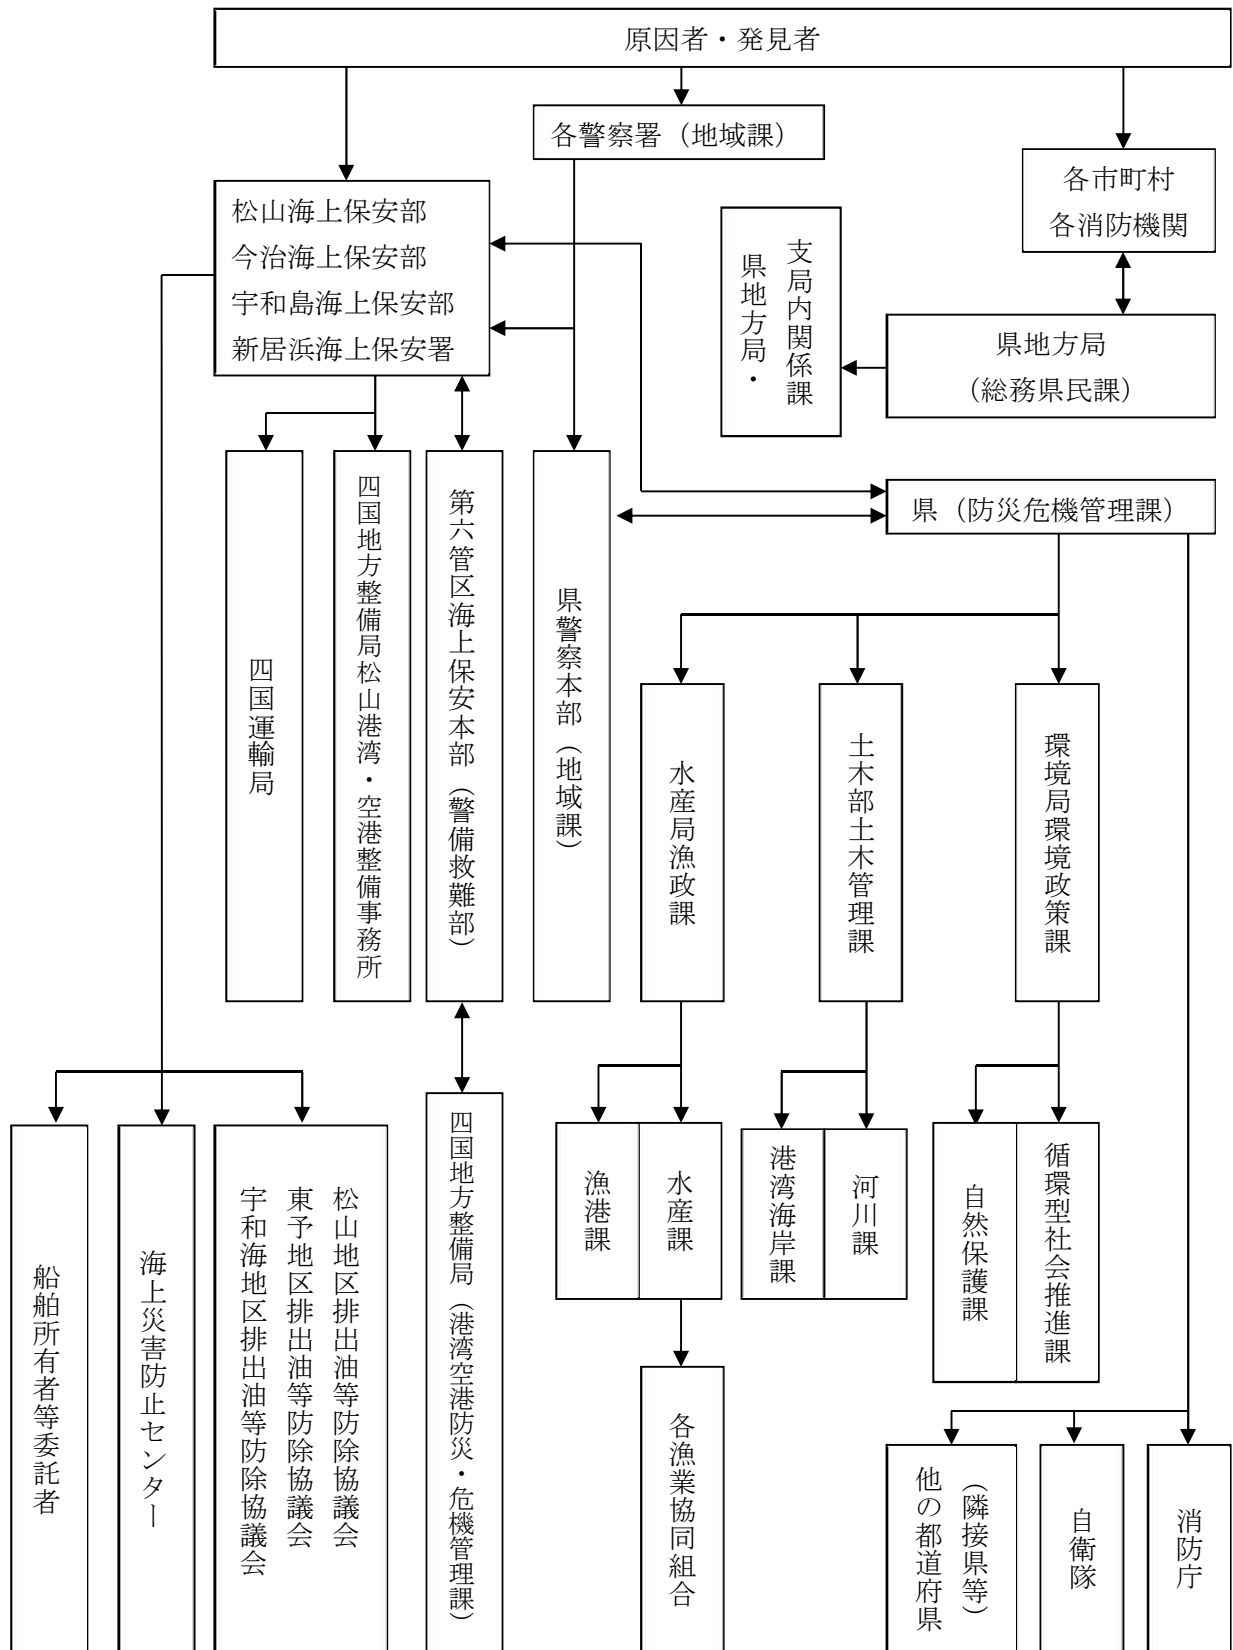 原因者・発見者
各警察署（地域課）
各市町村
各消防機関
松山海上保安部
今治海上保安部
宇和島海上保安部
新居浜海上保安署
支局内関係課
県地方局・
県地方局
（総務県民課）
県（防災危機管理課）
四国運輸局
四国地方整備局松山港湾・空港整備事務所
第六管区海上保安本部（警備救難部）
県警察本部（地域課）
水産局漁政課
土木部土木管理課
環境局環境政策課
船舶所有者等委託者
海上災害防止センター
松山地区排出油等防除協議会
東予地区排出油等防除協議会
宇和海地区排出油等防除協議会
四国地方整備局（港湾空港防災・危機管理課）
漁港課
水産課
港湾海岸課
河川課
自然保護課
循環型社会推進課
各漁業協同組合
（隣接県等）
他の都道府県
自衛隊
消防庁